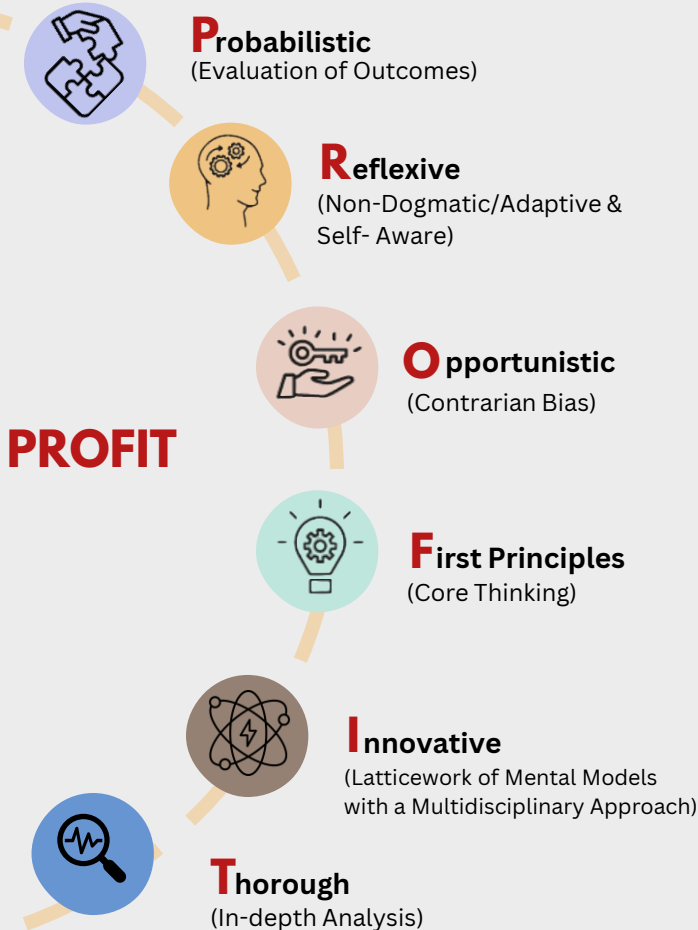 Probabilistic
(Evaluation of Outcomes)
Reflexive
(Non-Dogmatic/Adaptive &
Self- Aware)
Opportunistic
(Contrarian Bias)
PROFIT
First Principles
(Core Thinking)
Innovative
(Latticework of Mental Models
with a Multidisciplinary Approach)
Thorough
(In-depth Analysis)